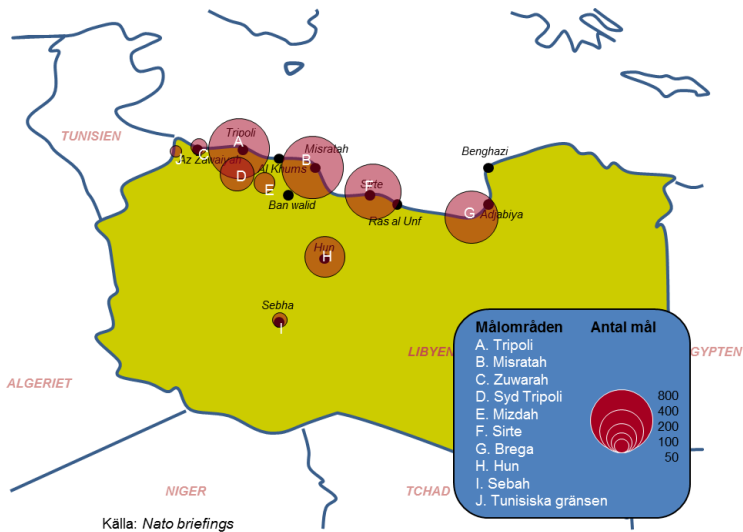 TUNISIEN
Tripoli
A
Misratah
Benghazi
C
J
Az Zawaiyah
Al Khums
B
D
E
Ban walid
F
Sirte
Ras al Unf
G
Adjabiya
Hun
H
Sebha
I
LIBYEN
GYPTEN
ALGERIET
Målområden Antal mål
A. Tripoli
B. Misratah
C. Zuwarah
D. Syd Tripoli
E. Mizdah
F. Sirte
G. Brega
H. Hun
I. Sebah
J. Tunisiska gränsen
800
400
200
100
50
NIGER
TCHAD
Källa: Nato briefings